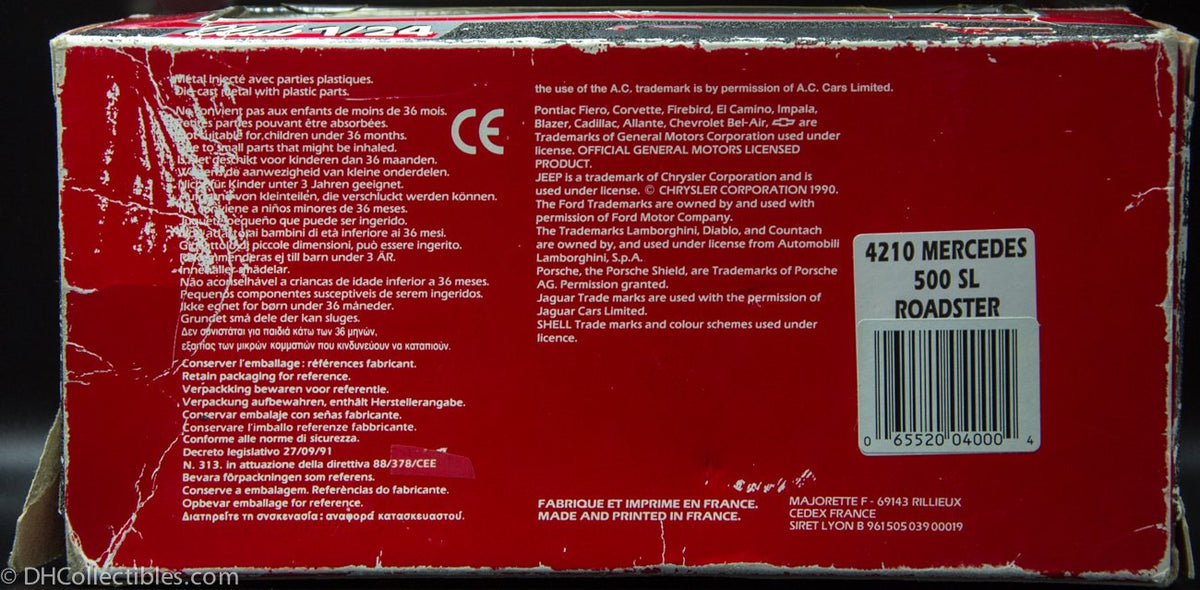 Club 1/24
Métal injecté avec parties plastiques.
Die cast metal with plastic parts.
Ne convient pas aux enfants de moins de 36 mois.
parties pouvant être absorbées.
suitable for children under 36 months.
to small parts that might be inhaled.
Is niet geschikt voor kinderen dan 36 maanden.
de aanwezigheid van kleine onderdelen.
Nicht für Kinder unter 3 Jahren geeignet.
von kleinteilen, die verschluckt werden können.
No conviene a niños minores de 36 meses.
Juguete pequeño que puede ser ingerido.
ai bambini di età inferiore ai 36 mesi.
di piccole dimensioni, può essere ingerito.
ej till barn under 3 ÅR.
Innehåller smådelar.
Não aconselhável a criancas de idade inferior a 36 meses.
Pequenos componentes susceptiveis de serem ingeridos.
Ikke egnet for børn under 36 måneder.
Grundet små dele der kan sluges.
Δεν συνιστάται για παιδιά κάτω των 36 μηνών,
εξαιτίας των μικρών κομματιών που κινδυνεύουν να καταπιούν.
Conserver l'emballage : références fabricant.
Retain packaging for reference.
Verpackking bewaren voor referentie.
Verpackung aufbewahren, enthält Herstellerangabe.
Conservar embalaje con señas fabricante.
Conservare l'imballo referenze fabbricante.
Conforme alle norme di sicurezza.
Decreto legislativo 27/09/91
N. 313. in attuazione della direttiva 88/378/CEE
Bevara förpackningen som referens.
Conserve a embalagem. Referências do fabricante.
Opbevar emballage for reference.
Διατηρείτε τη συσκευασία : αναφορά κατασκευαστού.
CE
the use of the A.C. trademark is by permission of A.C. Cars Limited.
Pontiac Fiero, Corvette, Firebird, El Camino, Impala,
Blazer, Cadillac, Allante, Chevrolet Bel-Air, are
Trademarks of General Motors Corporation used under
license. OFFICIAL GENERAL MOTORS LICENSED
PRODUCT.
JEEP is a trademark of Chrysler Corporation and is
used under license. © CHRYSLER CORPORATION 1990.
The Ford Trademarks are owned by and used with
permission of Ford Motor Company.
The Trademarks Lamborghini, Diablo, and Countach
are owned by, and used under license from Automobili
Lamborghini, S.p.A.
Porsche, the Porsche Shield, are Trademarks of Porsche
AG. Permission granted.
Jaguar Trade marks are used with the permission of
Jaguar Cars Limited.
SHELL Trade marks and colour schemes used under
licence.
4210 MERCEDES
500 SL
ROADSTER
0 65520 04000 4
FABRIQUE ET IMPRIME EN FRANCE.
MADE AND PRINTED IN FRANCE.
MAJORETTE F - 69143 RILLIEUX
CEDEX FRANCE
SIRET LYON B 961 505 039 00019
© DHCollectibles.com